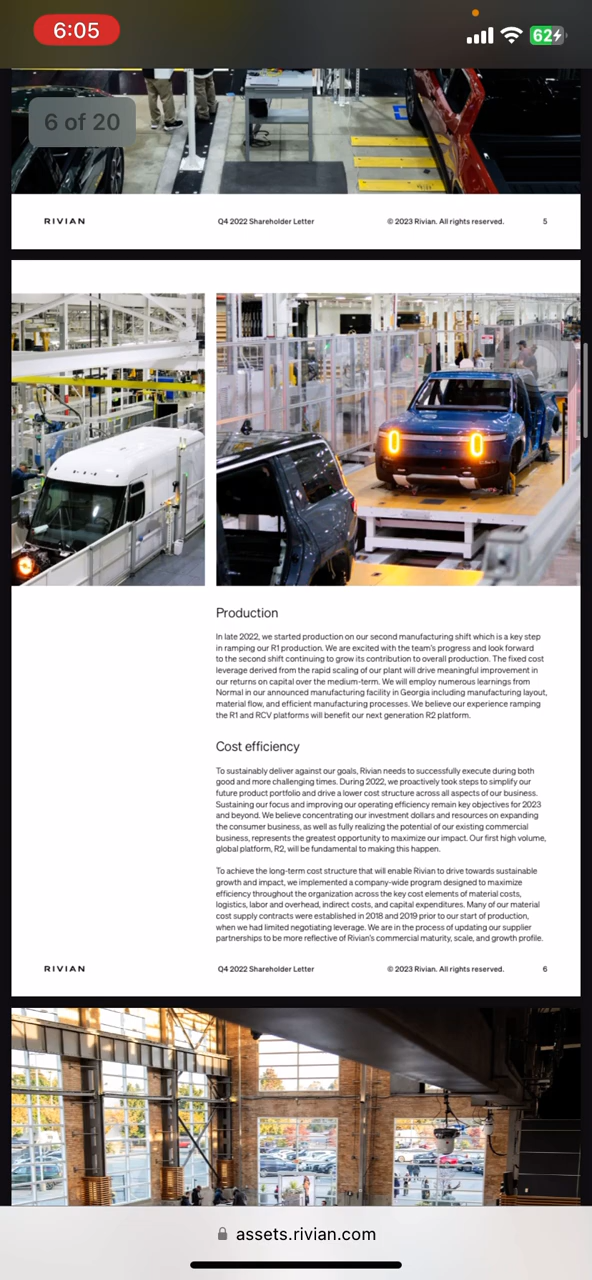 6:05
62
6 of 20
RIVIAN
Q4 2022 Shareholder Letter
© 2023 Rivian. All rights reserved.
5
Production
In late 2022, we started production on our second manufacturing shift which is a key step
in ramping our R1 production. We are excited with the team's progress and look forward
to the second shift continuing to grow its contribution to overall production. The fixed cost
leverage derived from the rapid scaling of our plant will drive meaningful improvement in
our returns on capital over the medium-term. We will employ numerous learnings from
Normal in our announced manufacturing facility in Georgia including manufacturing layout,
material flow, and efficient manufacturing processes. We believe our experience ramping
the R1 and RCV platforms will benefit our next generation R2 platform.
Cost efficiency
To sustainably deliver against our goals, Rivian needs to successfully execute during both
good and more challenging times. During 2022, we proactively took steps to simplify our
future product portfolio and drive a lower cost structure across all aspects of our business.
Sustaining our focus and improving our operating efficiency remain key objectives for 2023
and beyond. We believe concentrating our investment dollars and resources on expanding
the consumer business, as well as fully realizing the potential of our existing commercial
business, represents the greatest opportunity to maximize our impact. Our first high volume,
global platform, R2, will be fundamental to making this happen.
To achieve the long-term cost structure that will enable Rivian to drive towards sustainable
growth and impact, we implemented a company-wide program designed to maximize
efficiency throughout the organization across the key cost elements of material costs,
logistics, labor and overhead, indirect costs, and capital expenditures. Many of our material
cost supply contracts were established in 2018 and 2019 prior to our start of production,
when we had limited negotiating leverage. We are in the process of updating our supplier
partnerships to be more reflective of Rivian's commercial maturity, scale, and growth profile.
RIVIAN
Q4 2022 Shareholder Letter
© 2023 Rivian. All rights reserved.
6
assets.rivian.com